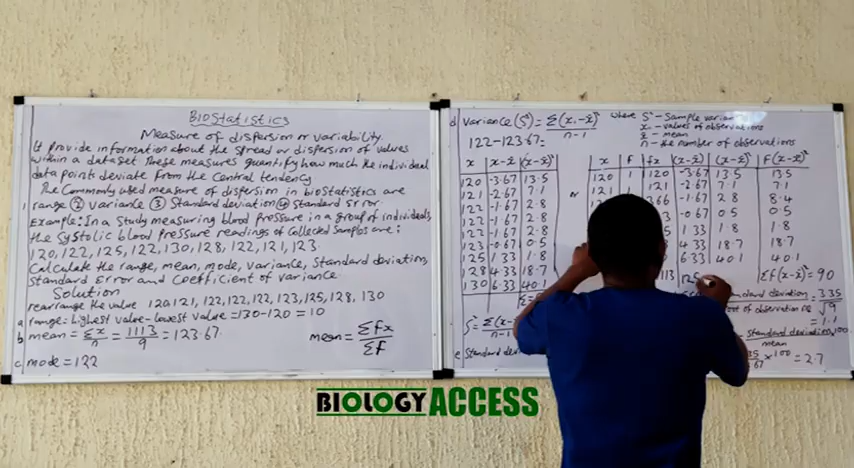 BIOStatistics
Measure of dispersion or variability.
It provide information about the spread or dispersion of values
within a dataset These measures quantify how much the individual
data points deviate from the Central tendency
The Commonly used measure of dispersion in bioStatistics are
1 range ② Variance ③ Standard deviation ④ Standard Error.
Example: In a Study measuring blood pressure in a group of individuals,
the Systolic blood pressure readings of Collected Samples are:
120, 122, 125, 122, 130, 128, 122, 121, 123.
Calculate the range, mean, mode, variance, Standard deviation,
Standard Error and Coefficient of variance.
Solution
rearrange the value 120, 121, 122, 122, 122, 123, 125, 128, 130
a range = highest value - lowest value = 130-120 = 10
b mean = Σx/n = 1113/9 = 123.67.
mean = Σfx/Σf
c mode = 122
d Variance (S²) = Σ(x-x̄)²/n-1
where S² - Sample varian
x - values of observations
x̄ - mean
n - the number of observations
122-123.67=
x x-x̄ (x-x̄)²
120 -3.67 13.5
121 -2.67 7.1
122 -1.67 2.8
122 -1.67 2.8
122 -1.67 2.8
123 -0.67 0.5
125 1.33 1.8
128 4.33 18.7
130 6.33 40.1
or
x F fx (x-x̄) (x-x̄)² F(x-x̄)²
120 1 120 -3.67 13.5 13.5
121 1 121 -2.67 7.1 7.1
366 -1.67 2.8 8.4
-0.67 0.5 0.5
1.33 1.8 1.8
4.33 18.7 18.7
6.33 40.1 40.1
Σf(x-x̄)² = 90
S² = Σ(x-x̄)²/n-1
e Standard
3.35
√9
= 1.1
Standard deviation × 100
mean
× 100 = 2.7
BIOLOGY ACCESS